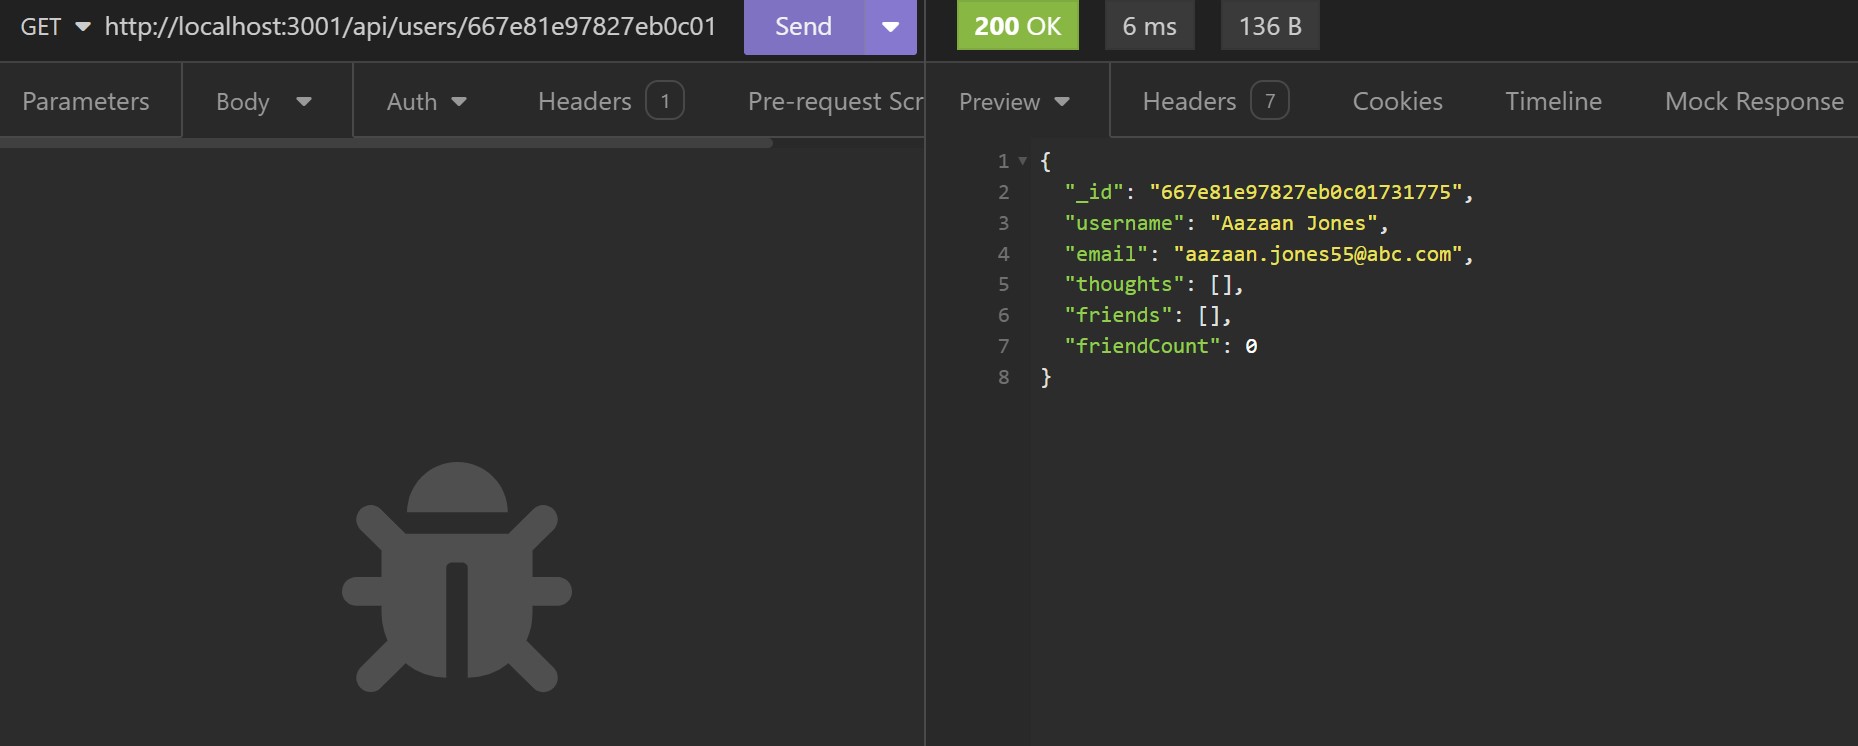 GET http://localhost:3001/api/users/667e81e97827eb0c01 Send
200 OK 6 ms 136 B
Parameters Body Auth Headers 1 Pre-request Scr
Preview Headers 7 Cookies Timeline Mock Response
1 {
2 "_id": "667e81e97827eb0c01731775",
3 "username": "Aazaan Jones",
4 "email": "aazaan.jones55@abc.com",
5 "thoughts": [],
6 "friends": [],
7 "friendCount": 0
8 }